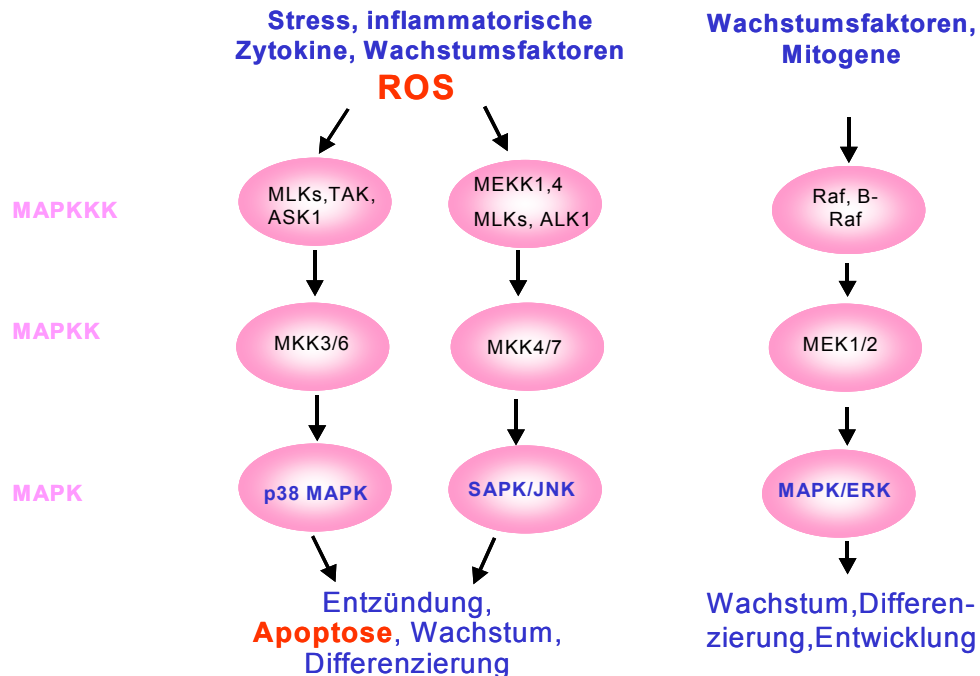 Stress, inflammatorische
Zytokine, Wachstumsfaktoren
ROS
Wachstumsfaktoren,
Mitogene
MAPKKK
MLKs,TAK,
ASK1
MEKK1,4
MLKs, ALK1
Raf, B-
Raf
MAPKK
MKK3/6
MKK4/7
MEK1/2
MAPK
p38 MAPK
SAPK/JNK
MAPK/ERK
Entzündung,
Apoptose, Wachstum,
Differenzierung
Wachstum,Differen-
zierung,Entwicklung